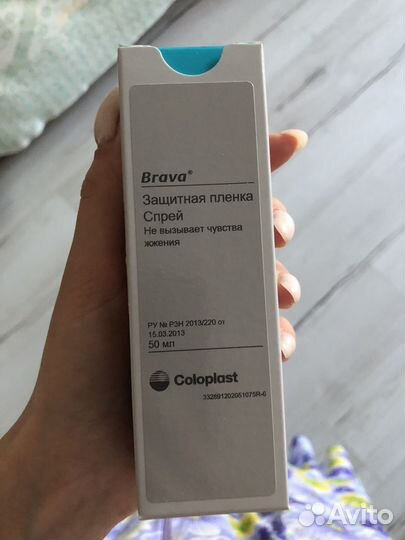 Brava®
Защитная пленка
Спрей
Не вызывает чувства
жжения
РУ № РЗН 2013/220 от
15.03.2013
50 мл
Coloplast
332891202051075R-6
Avito